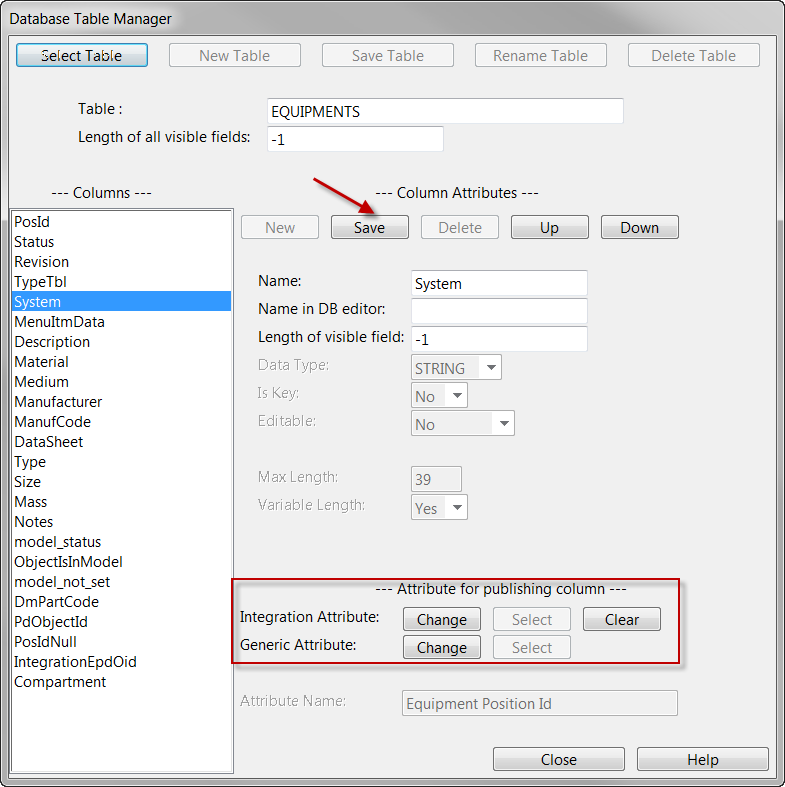 Database Table Manager
Select Table New Table Save Table Rename Table Delete Table
Table : EQUIPMENTS
Length of all visible fields: -1
--- Columns --- --- Column Attributes ---
PosId
Status
Revision
TypeTbl
System
MenuItmData
Description
Material
Medium
Manufacturer
ManufCode
DataSheet
Type
Size
Mass
Notes
model_status
ObjectIsInModel
model_not_set
DmPartCode
PdObjectId
PosIdNull
IntegrationEpdOid
Compartment
New Save Delete Up Down
Name: System
Name in DB editor:
Length of visible field: -1
Data Type: STRING
Is Key: No
Editable: No
Max Length: 39
Variable Length: Yes
--- Attribute for publishing column ---
Integration Attribute: Change Select Clear
Generic Attribute: Change Select
Attribute Name: Equipment Position Id
Close Help